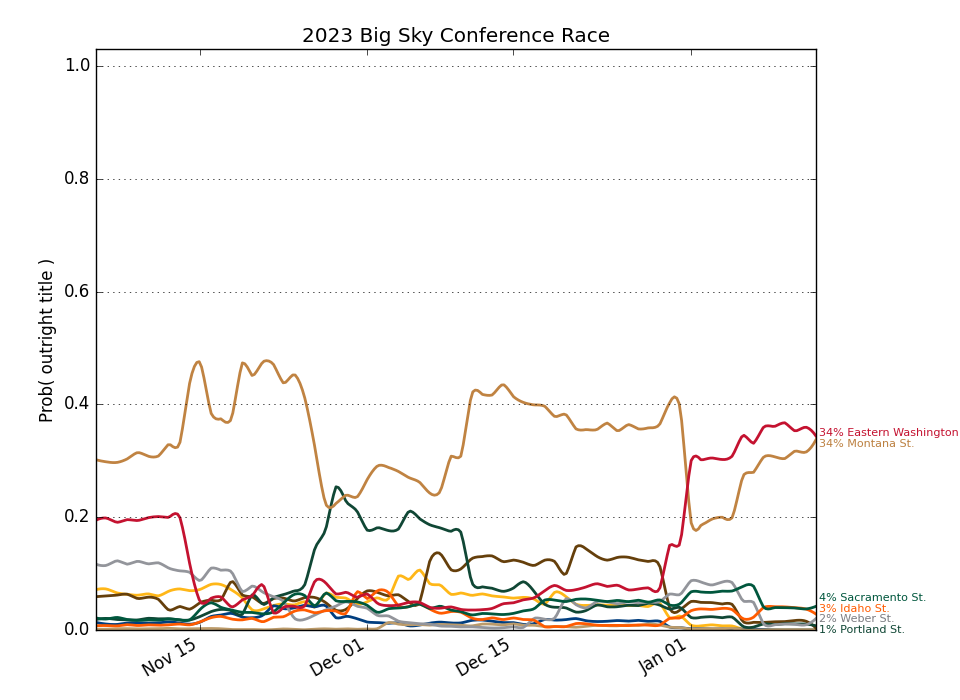 2023 Big Sky Conference Race
1.0
0.8
0.6
0.4
0.2
0.0
Prob( outright title )
Nov 15
Dec 01
Dec 15
Jan 01
34% Eastern Washington
34% Montana St.
4% Sacramento St.
3% Idaho St.
2% Weber St.
1% Portland St.